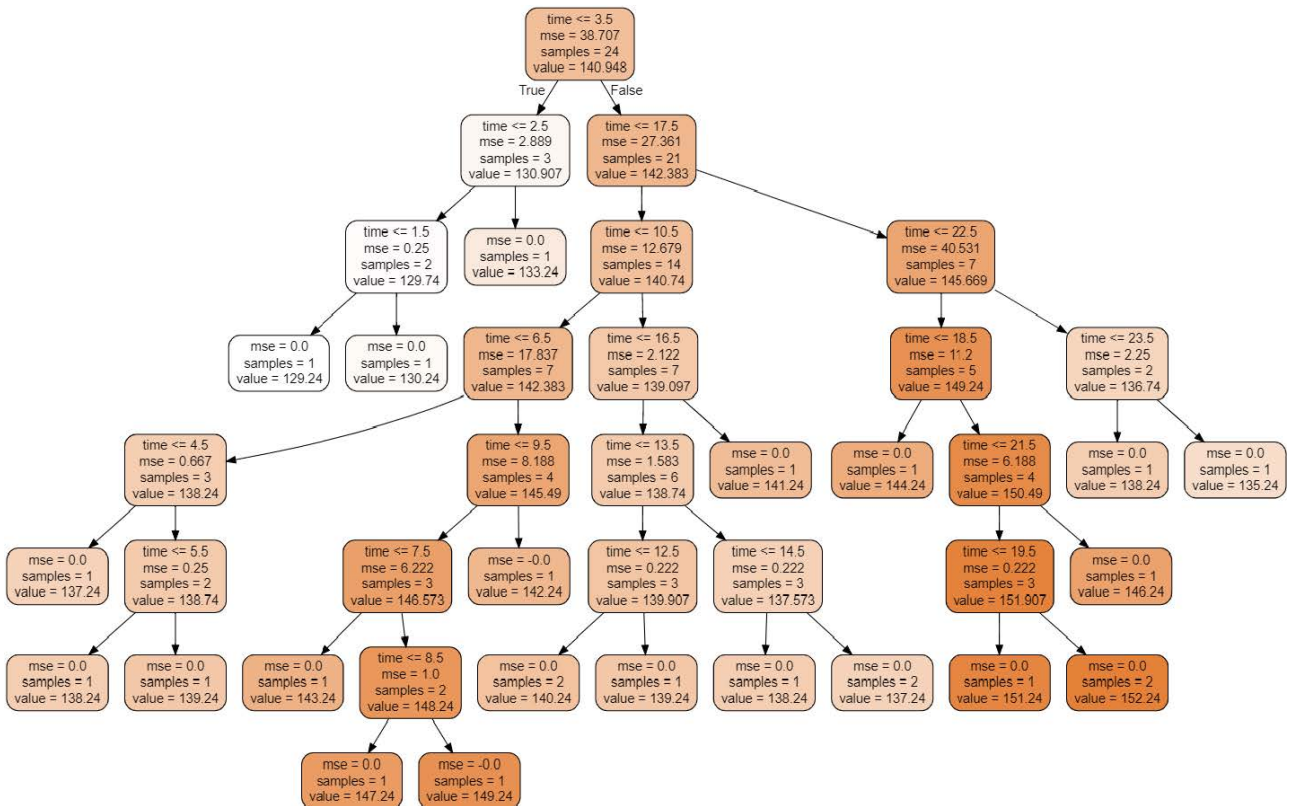 time <= 3.5
mse = 38.707
samples = 24
value = 140.948
True
False
time <= 2.5
mse = 2.889
samples = 3
value = 130.907
time <= 17.5
mse = 27.361
samples = 21
value = 142.383
time <= 1.5
mse = 0.25
samples = 2
value = 129.74
mse = 0.0
samples = 1
value = 133.24
time <= 10.5
mse = 12.679
samples = 14
value = 140.74
time <= 22.5
mse = 40.531
samples = 7
value = 145.669
mse = 0.0
samples = 1
value = 129.24
mse = 0.0
samples = 1
value = 130.24
time <= 6.5
mse = 17.837
samples = 7
value = 142.383
time <= 16.5
mse = 2.122
samples = 7
value = 139.097
time <= 18.5
mse = 11.2
samples = 5
value = 149.24
time <= 23.5
mse = 2.25
samples = 2
value = 136.74
time <= 4.5
mse = 0.667
samples = 3
value = 138.24
time <= 9.5
mse = 8.188
samples = 4
value = 145.49
time <= 13.5
mse = 1.583
samples = 6
value = 138.74
mse = 0.0
samples = 1
value = 141.24
mse = 0.0
samples = 1
value = 144.24
time <= 21.5
mse = 6.188
samples = 4
value = 150.49
mse = 0.0
samples = 1
value = 138.24
mse = 0.0
samples = 1
value = 135.24
mse = 0.0
samples = 1
value = 137.24
time <= 5.5
mse = 0.25
samples = 2
value = 138.74
time <= 7.5
mse = 6.222
samples = 3
value = 146.573
mse = -0.0
samples = 1
value = 142.24
time <= 12.5
mse = 0.222
samples = 3
value = 139.907
time <= 14.5
mse = 0.222
samples = 3
value = 137.573
time <= 19.5
mse = 0.222
samples = 3
value = 151.907
mse = 0.0
samples = 1
value = 146.24
mse = 0.0
samples = 1
value = 138.24
mse = 0.0
samples = 1
value = 139.24
mse = 0.0
samples = 1
value = 143.24
time <= 8.5
mse = 1.0
samples = 2
value = 148.24
mse = 0.0
samples = 2
value = 140.24
mse = 0.0
samples = 1
value = 139.24
mse = 0.0
samples = 1
value = 138.24
mse = 0.0
samples = 2
value = 137.24
mse = 0.0
samples = 1
value = 151.24
mse = 0.0
samples = 2
value = 152.24
mse = 0.0
samples = 1
value = 147.24
mse = -0.0
samples = 1
value = 149.24